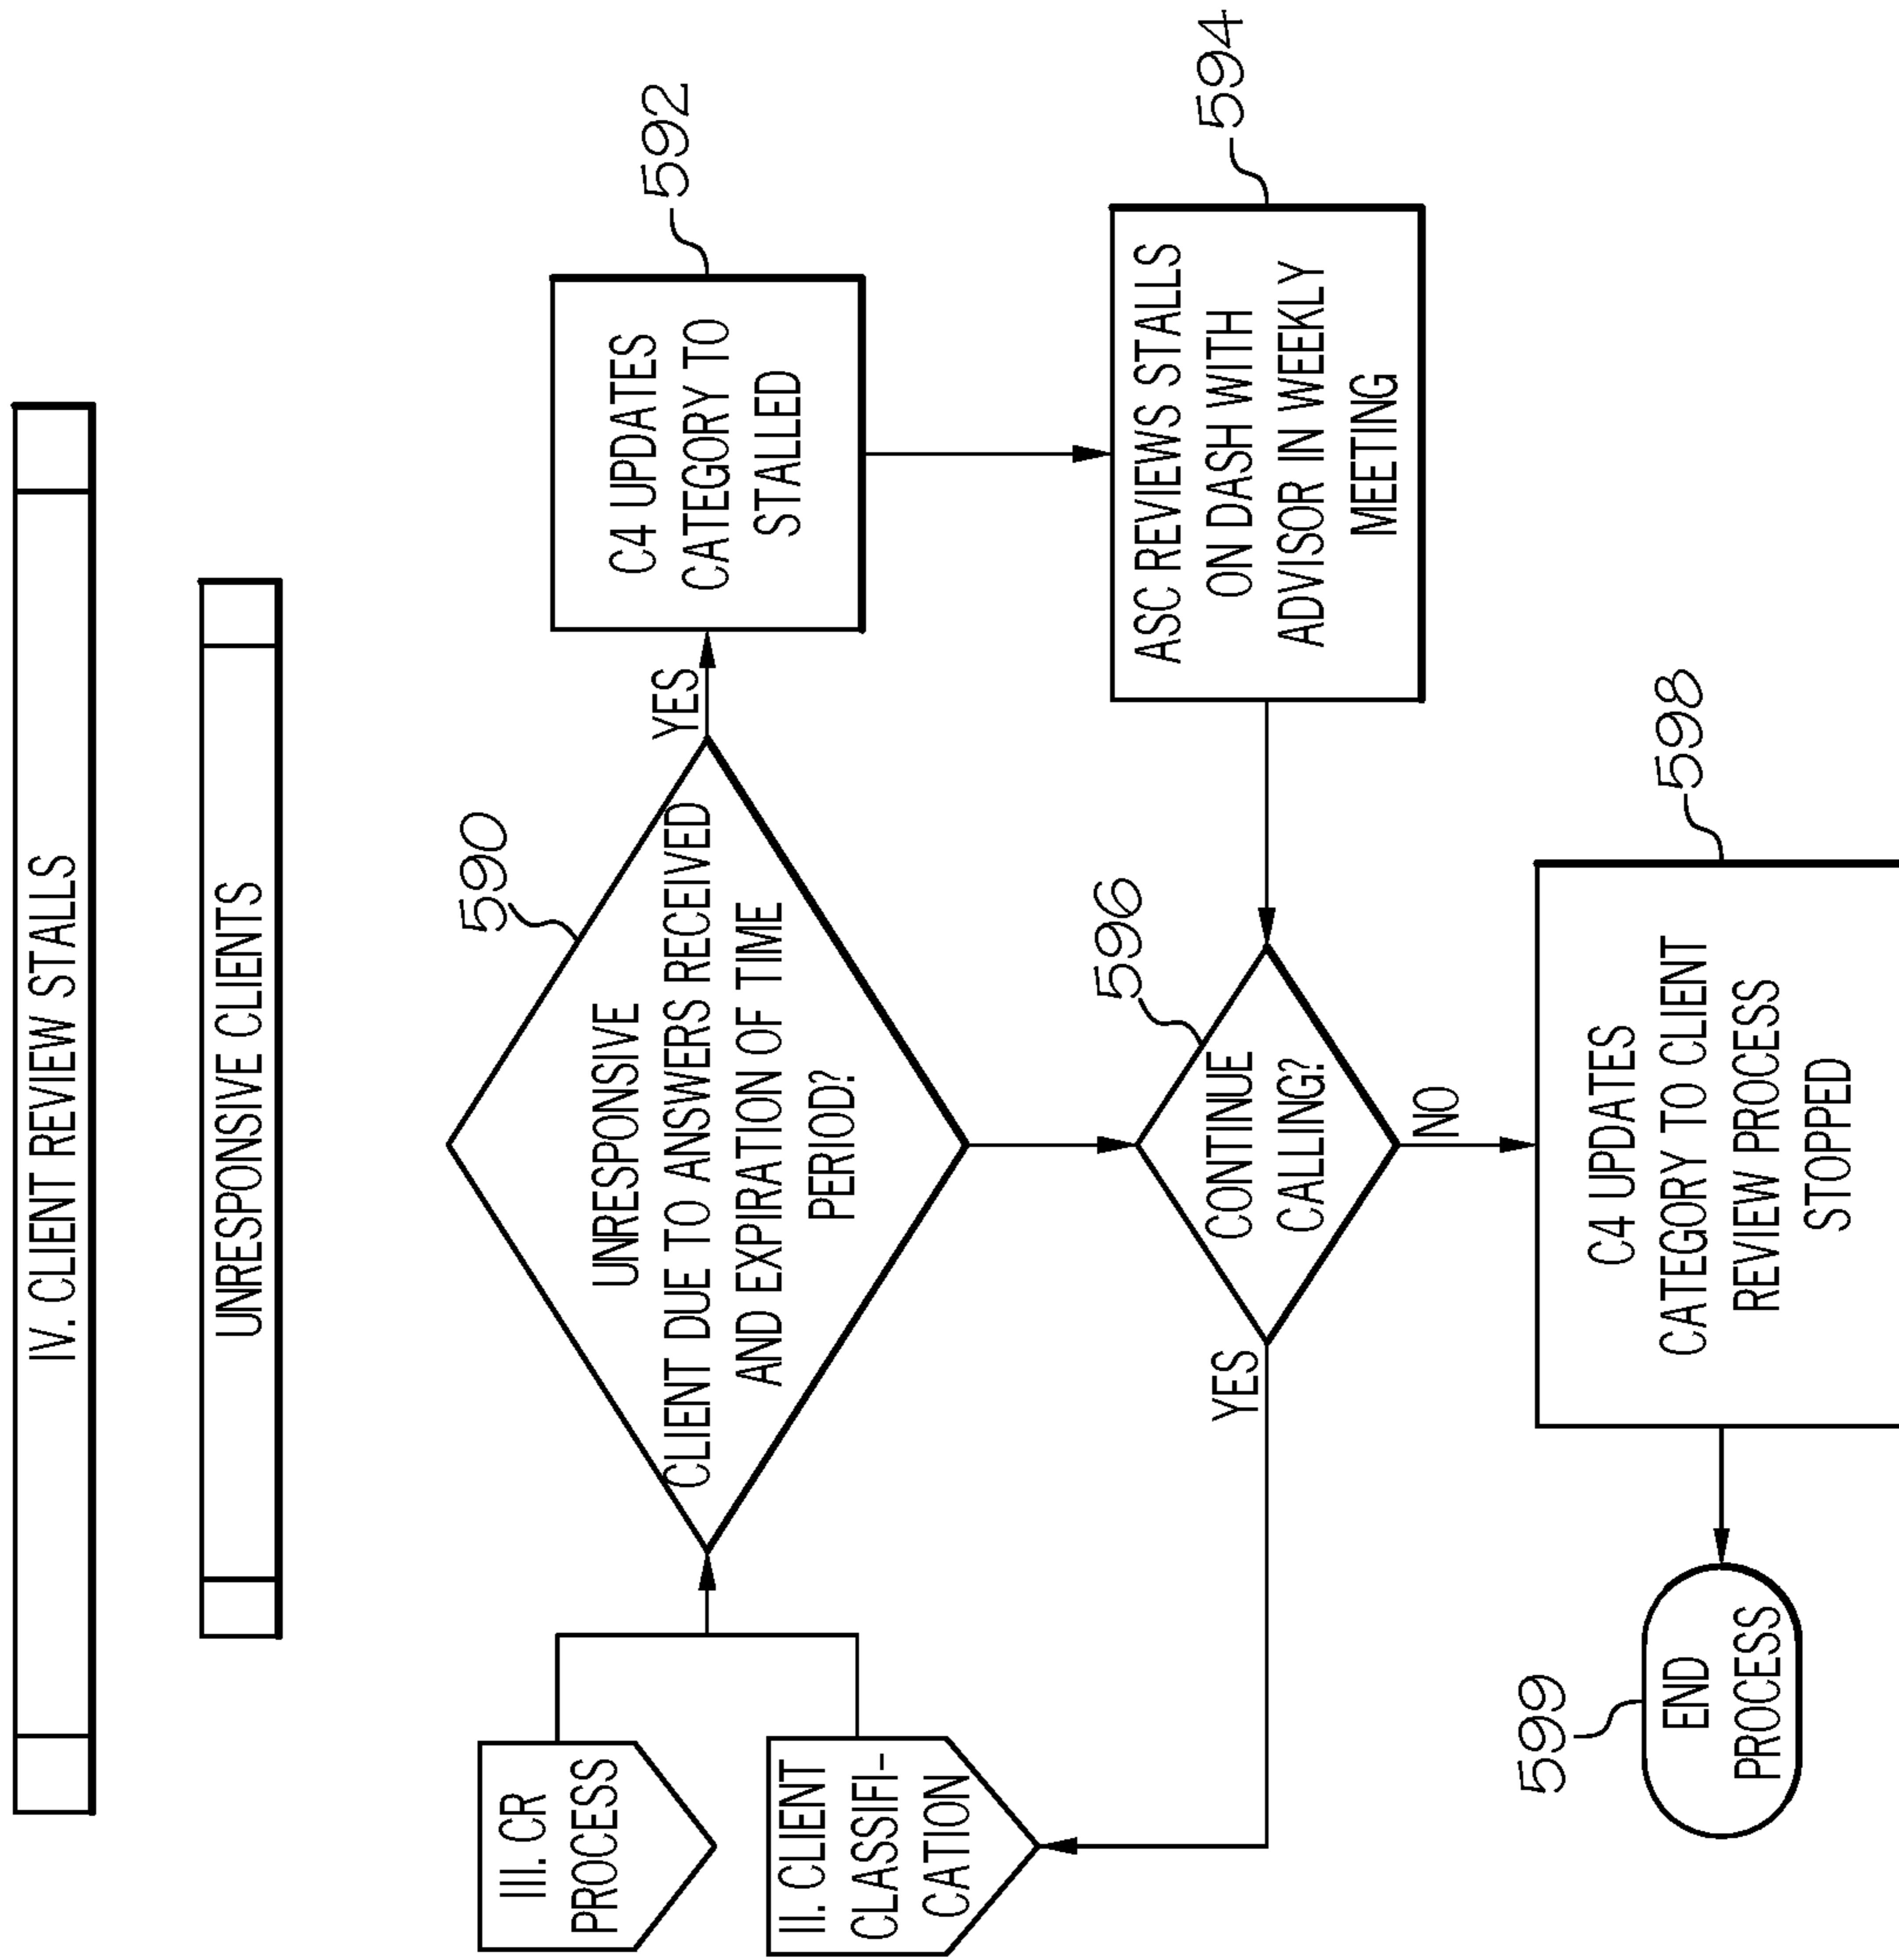 IV. CLIENT REVIEW STALLS
UNRESPONSIVE CLIENTS
III. CR
PROCESS
II. CLIENT
CLASSIFI-
CATION
590
UNRESPONSIVE
CLIENT DUE TO ANSWERS RECEIVED
AND EXPIRATION OF TIME
PERIOD?
YES
592
C4 UPDATES
CATEGORY TO
STALLED
594
ASC REVIEWS STALLS
ON DASH WITH
ADVISOR IN WEEKLY
MEETING
596
CONTINUE
CALLING?
YES
NO
598
C4 UPDATES
CATEGORY TO CLIENT
REVIEW PROCESS
STOPPED
599
END
PROCESS